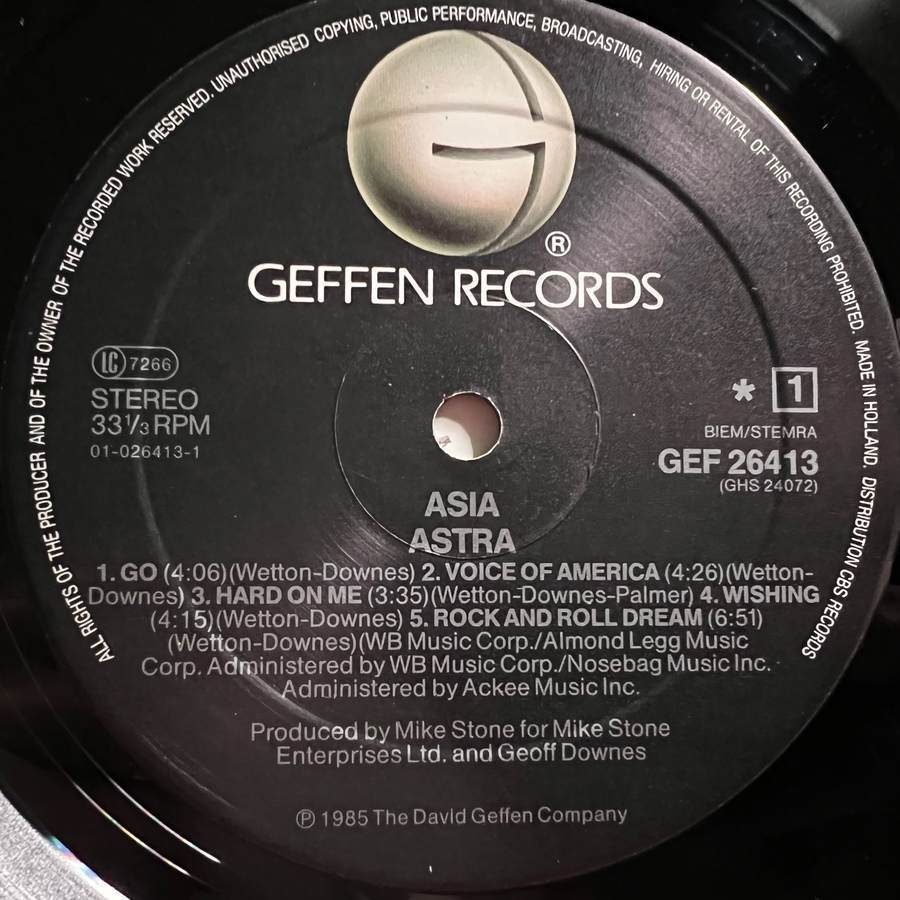 ALL RIGHTS OF THE PRODUCER AND OF THE OWNER OF THE RECORDED WORK RESERVED. UNAUTHORISED COPYING, PUBLIC PERFORMANCE, BROADCASTING, HIRING OR RENTAL OF THIS RECORDING PROHIBITED. MADE IN HOLLAND. DISTRIBUTION CBS RECORDS
®
GEFFEN RECORDS
LC 7266
STEREO
33 1/3 RPM
01-026413-1
* 1
BIEM/STEMRA
GEF 26413
(GHS 24072)
ASIA
ASTRA
1. GO (4:06)(Wetton-Downes) 2. VOICE OF AMERICA (4:26)(Wetton-
Downes) 3. HARD ON ME (3:35)(Wetton-Downes-Palmer) 4. WISHING
(4:15)(Wetton-Downes) 5. ROCK AND ROLL DREAM (6:51)
(Wetton-Downes)(WB Music Corp./Almond Legg Music
Corp. Administered by WB Music Corp./Nosebag Music Inc.
Administered by Ackee Music Inc.
Produced by Mike Stone for Mike Stone
Enterprises Ltd. and Geoff Downes
℗ 1985 The David Geffen Company